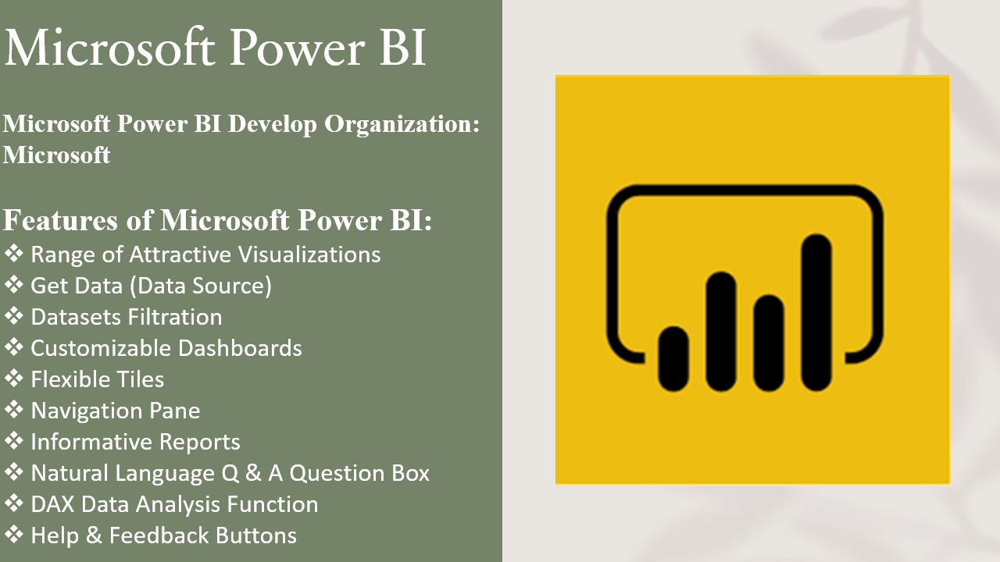 Microsoft Power BI
Microsoft Power BI Develop Organization:
Microsoft
Features of Microsoft Power BI:
❖ Range of Attractive Visualizations
❖ Get Data (Data Source)
❖ Datasets Filtration
❖ Customizable Dashboards
❖ Flexible Tiles
❖ Navigation Pane
❖ Informative Reports
❖ Natural Language Q & A Question Box
❖ DAX Data Analysis Function
❖ Help & Feedback Buttons